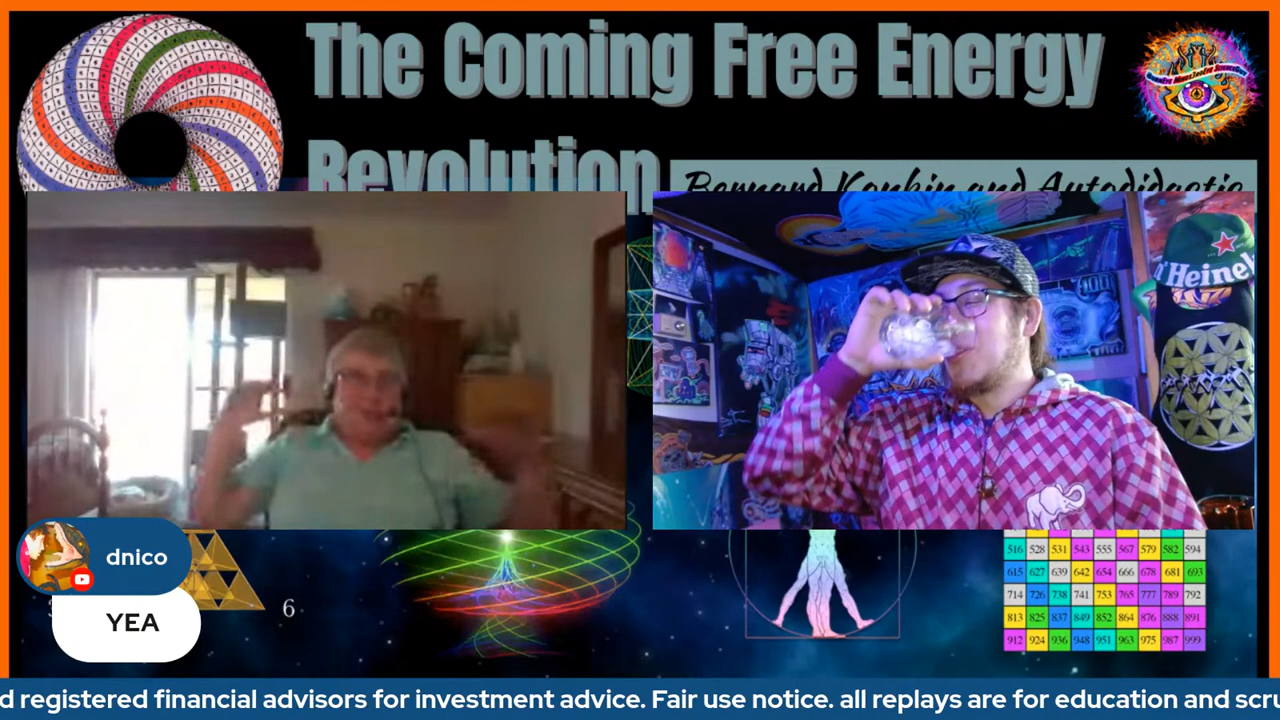 The Coming Free Energy
Revolution
and Autodidactic
Heineken
100
dnico
YEA
6
516 528 531 543 555 567 579 582 594
615 627 639 642 654 666 678 681 693
714 726 738 741 753 765 777 789 792
813 825 837 849 852 864 876 888 891
912 924 936 948 951 963 975 987 999
d registered financial advisors for investment advice. Fair use notice. all replays are for education and scru